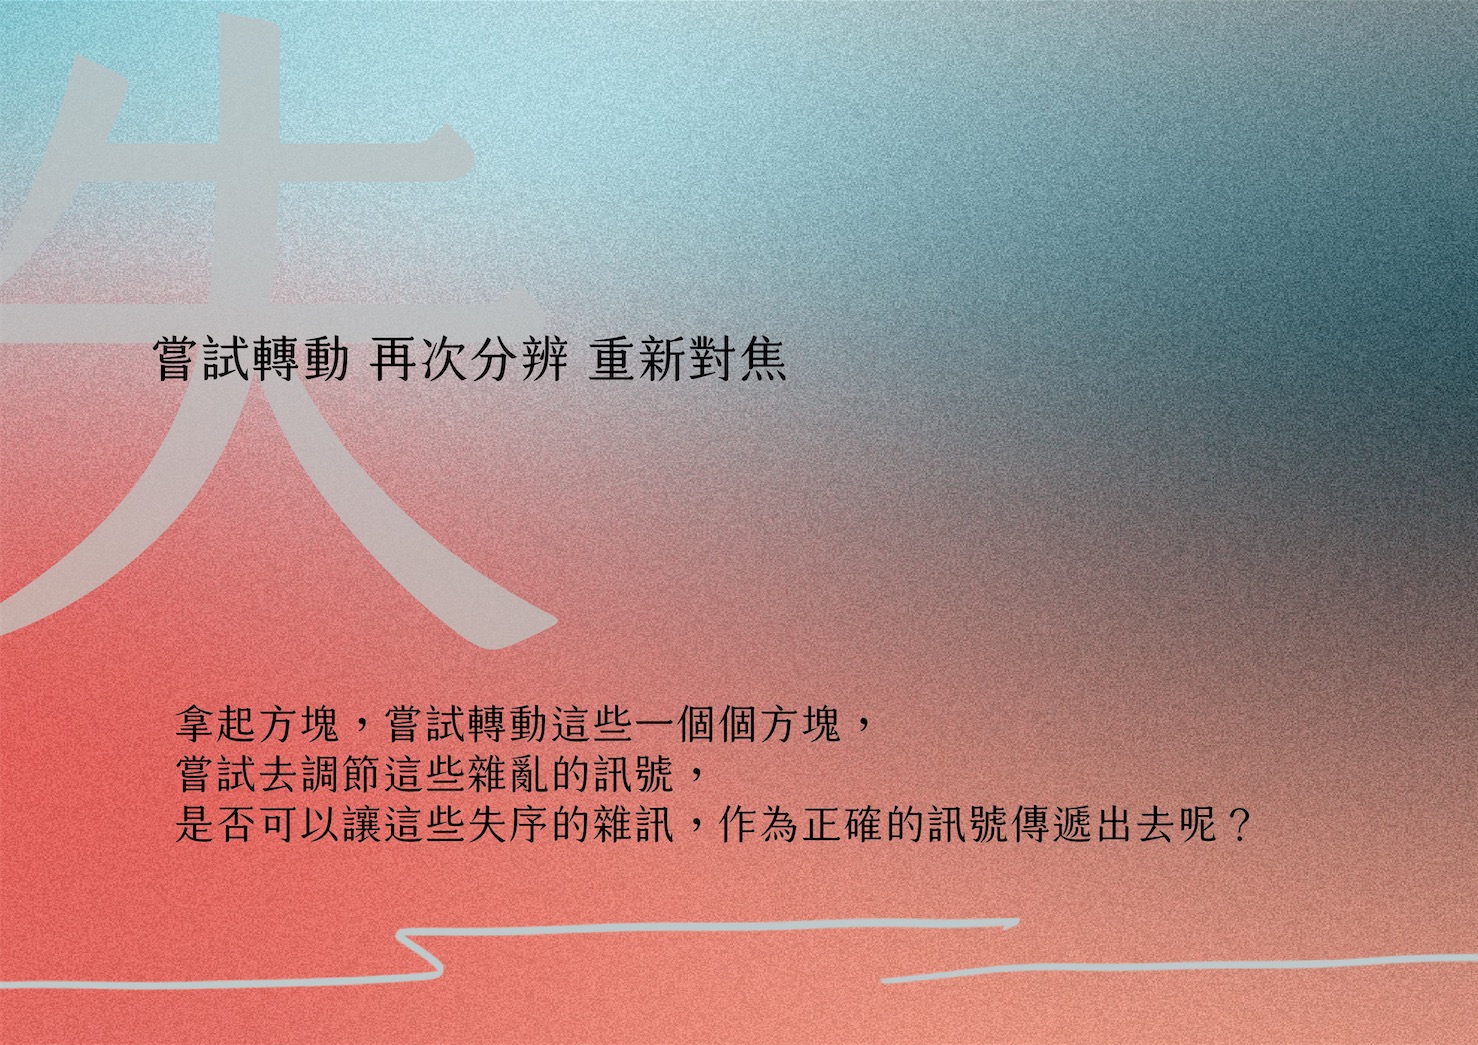 失
嘗試轉動 再次分辨 重新對焦
拿起方塊，嘗試轉動這些一個個方塊，
嘗試去調節這些雜亂的訊號，
是否可以讓這些失序的雜訊，作為正確的訊號傳遞出去呢？